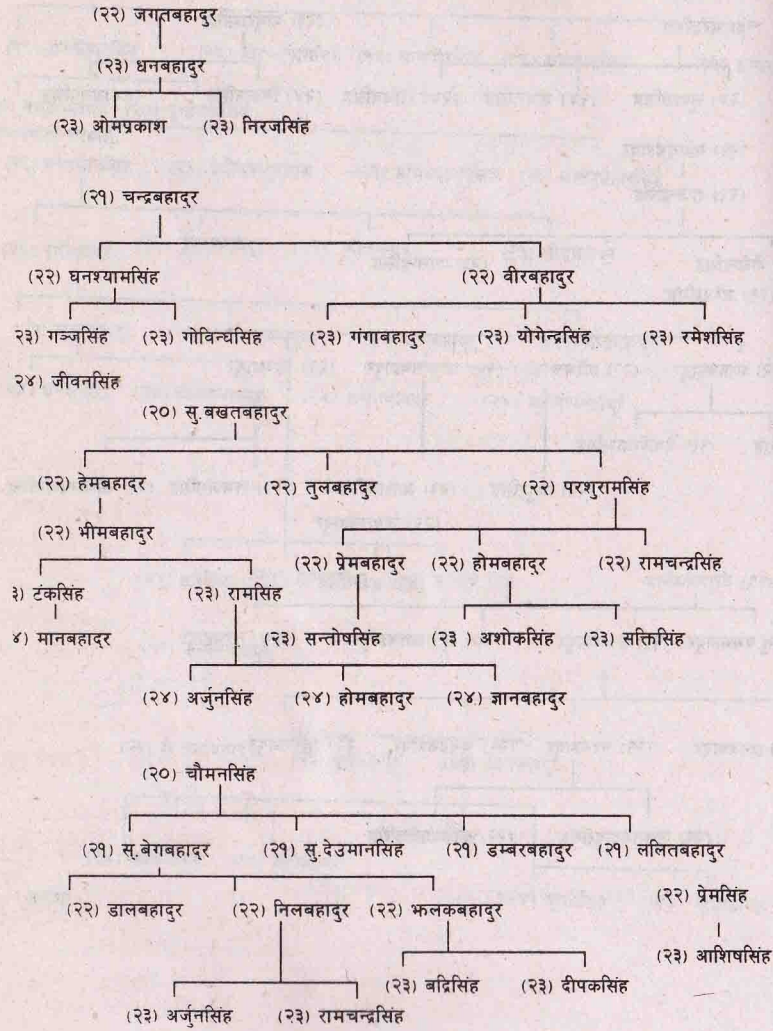 (२२) जगतबहादुर
(२३) धनबहादुर
(२३) ओमप्रकाश (२३) निरजसिंह
(२१) चन्द्रबहादुर
(२२) घनश्यामसिंह (२२) वीरबहादुर
२३) गञ्जसिंह (२३) गोविन्धसिंह (२३) गंगाबहादुर (२३) योगेन्द्रसिंह (२३) रमेशसिंह
२४) जीवनसिंह
(२०) सु.बखतबहादुर
(२२) हेमबहादुर (२२) तुलबहादुर (२२) परशुरामसिंह
(२२) भीमबहादुर
(२२) प्रेमबहादुर (२२) होमबहादुर (२२) रामचन्द्रसिंह
३) टंकसिंह (२३) रामसिंह
४) मानबहादुर (२३) सन्तोषसिंह (२३ ) अशोकसिंह (२३) सक्तिसिंह
(२४) अर्जुनसिंह (२४) होमबहादुर (२४) ज्ञानबहादुर
(२०) चौमनसिंह
(२१) सु.बेगबहादुर (२१) सु.देउमानसिंह (२१) डम्बरबहादुर (२१) ललितबहादुर
(२२) डालबहादुर (२२) निलबहादुर (२२) झलकबहादुर (२२) प्रेमसिंह
(२३) आशिषसिंह
(२३) बद्रिसिंह (२३) दीपकसिंह
(२३) अर्जुनसिंह (२३) रामचन्द्रसिंह